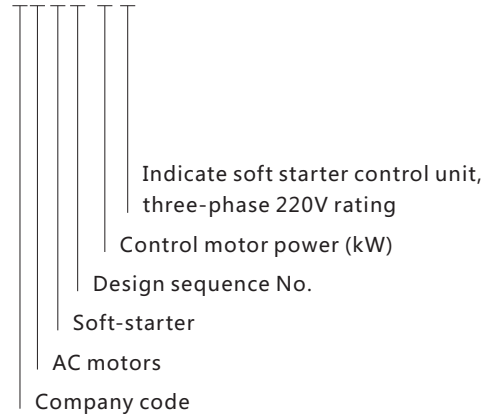 Indicate soft starter control unit,
three-phase 220V rating
Control motor power (kW)
Design sequence No.
Soft-starter
AC motors
Company code